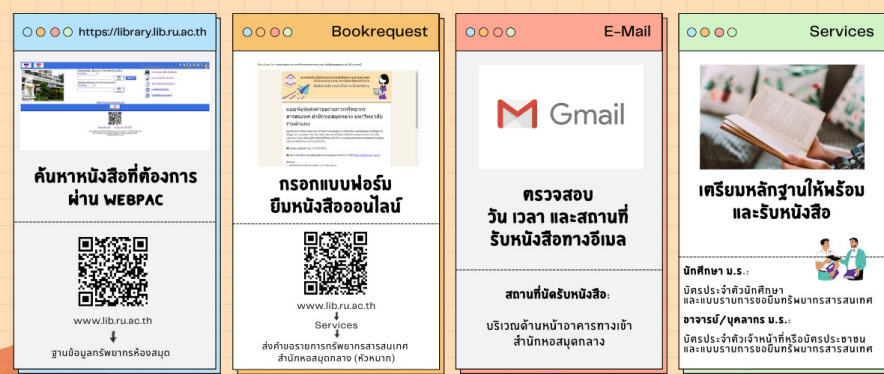 https://library.lib.ru.ac.th
ค้นหาหนังสือที่ต้องการ
ผ่าน WEBPAC
www.lib.ru.ac.th
ฐานข้อมูลทรัพยากรห้องสมุด
Bookrequest
กรอกแบบฟอร์ม
ยืมหนังสือออนไลน์
www.lib.ru.ac.th
Services
ส่งคำขอรายการทรัพยากรสารสนเทศ
สำนักหอสมุดกลาง (หัวหมาก)
E-Mail
Gmail
ตรวจสอบ
วัน เวลา และสถานที่
รับหนังสือทางอีเมล
สถานที่นัดรับหนังสือ:
บริเวณด้านหน้าอาคารทางเข้า
สำนักหอสมุดกลาง
Services
เตรียมหลักฐานให้พร้อม
และรับหนังสือ
นักศึกษา ม.ร.:
บัตรประจำตัวนักศึกษา
และแบบรายการขอยืมทรัพยากรสารสนเทศ
อาจารย์/บุคลากร ม.ร.:
บัตรประจำตัวเจ้าหน้าที่หรือบัตรประชาชน
และแบบรายการขอยืมทรัพยากรสารสนเทศ